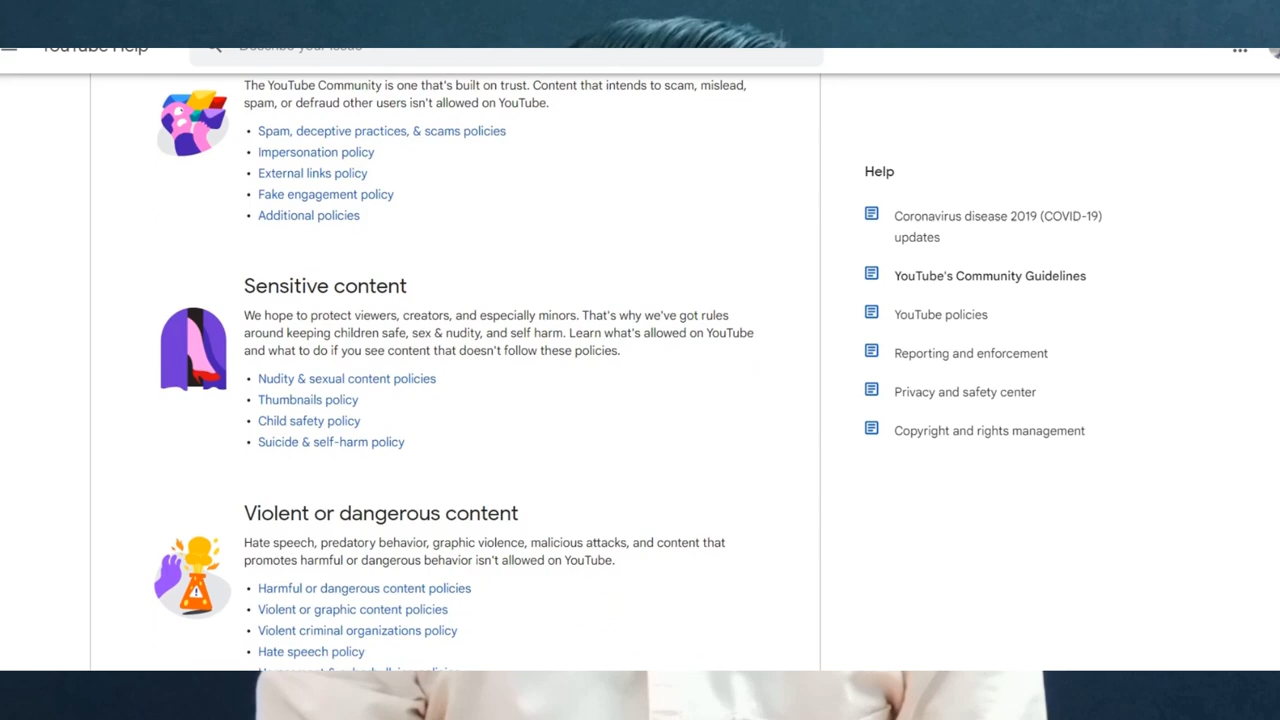 YouTube Help
Describe your issue
The YouTube Community is one that's built on trust. Content that intends to scam, mislead,
spam, or defraud other users isn't allowed on YouTube.
• Spam, deceptive practices, & scams policies
• Impersonation policy
• External links policy
• Fake engagement policy
• Additional policies
Sensitive content
We hope to protect viewers, creators, and especially minors. That's why we've got rules
around keeping children safe, sex & nudity, and self harm. Learn what's allowed on YouTube
and what to do if you see content that doesn't follow these policies.
• Nudity & sexual content policies
• Thumbnails policy
• Child safety policy
• Suicide & self-harm policy
Violent or dangerous content
Hate speech, predatory behavior, graphic violence, malicious attacks, and content that
promotes harmful or dangerous behavior isn't allowed on YouTube.
• Harmful or dangerous content policies
• Violent or graphic content policies
• Violent criminal organizations policy
• Hate speech policy
Help
Coronavirus disease 2019 (COVID-19)
updates
YouTube's Community Guidelines
YouTube policies
Reporting and enforcement
Privacy and safety center
Copyright and rights management